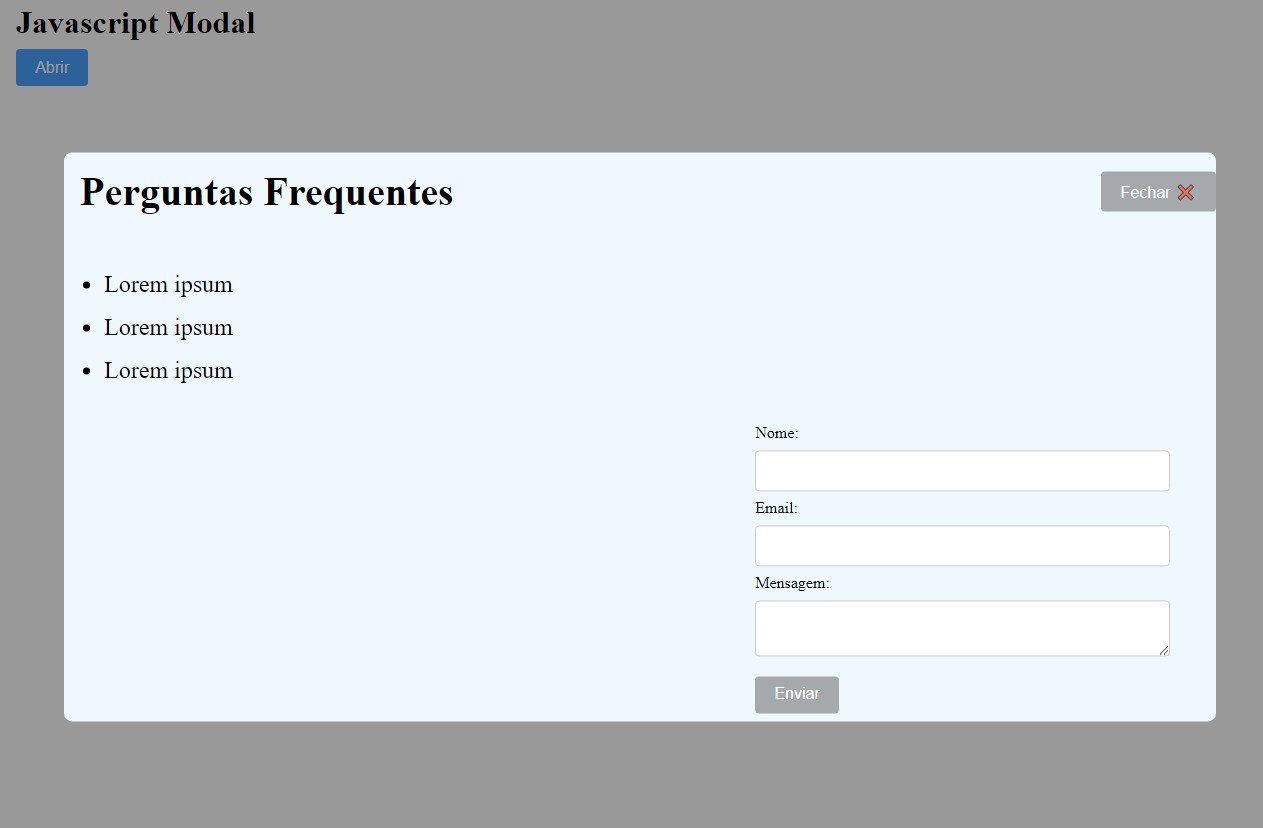 Javascript Modal
Abrir
Perguntas Frequentes
Fechar ❌
Lorem ipsum
Lorem ipsum
Lorem ipsum
Nome:
Email:
Mensagem:
Enviar